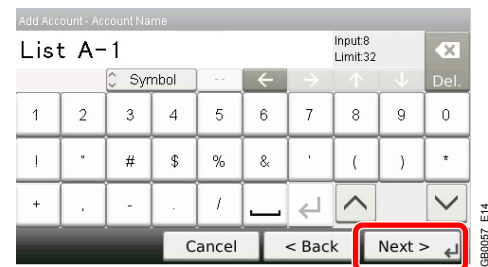 Add Account - Account Name
List A-1
Input:8
Limit:32
Symbol -- ← → ↑ ↓ Del.
1 2 3 4 5 6 7 8 9 0
! " # $ % & ' ( ) *
+ , - . /
Cancel < Back Next >
GB0057_E14